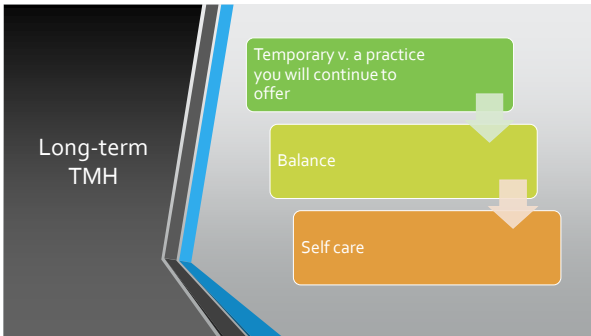 Long-term
TMH
Temporary v. a practice
you will continue to
offer
Balance
Self care